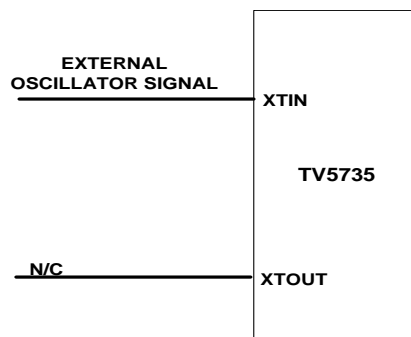 EXTERNAL
OSCILLATOR SIGNAL
XTIN
TV5735
N/C
XTOUT